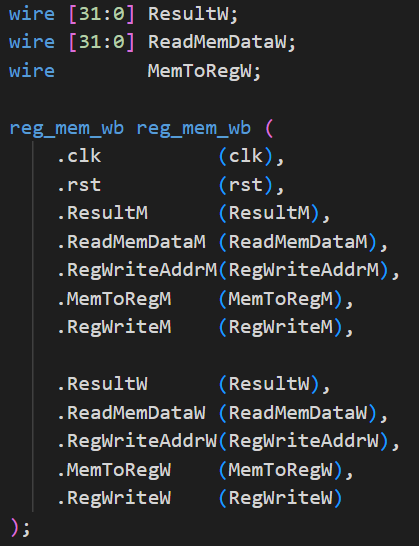 wire [31:0] ResultW;
wire [31:0] ReadMemDataW;
wire        MemToRegW;

reg_mem_wb reg_mem_wb (
    .clk          (clk),
    .rst          (rst),
    .ResultM      (ResultM),
    .ReadMemDataM (ReadMemDataM),
    .RegWriteAddrM(RegWriteAddrM),
    .MemToRegM    (MemToRegM),
    .RegWriteM    (RegWriteM),

    .ResultW      (ResultW),
    .ReadMemDataW (ReadMemDataW),
    .RegWriteAddrW(RegWriteAddrW),
    .MemToRegW    (MemToRegW),
    .RegWriteW    (RegWriteW)
);